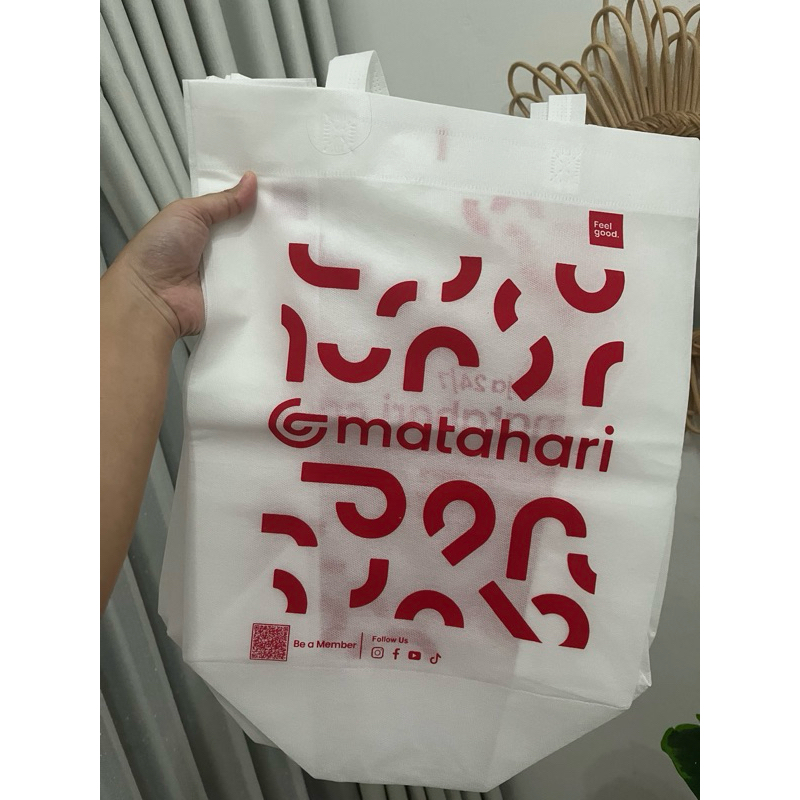 Feel
good.
matahari
Be a Member
Follow Us